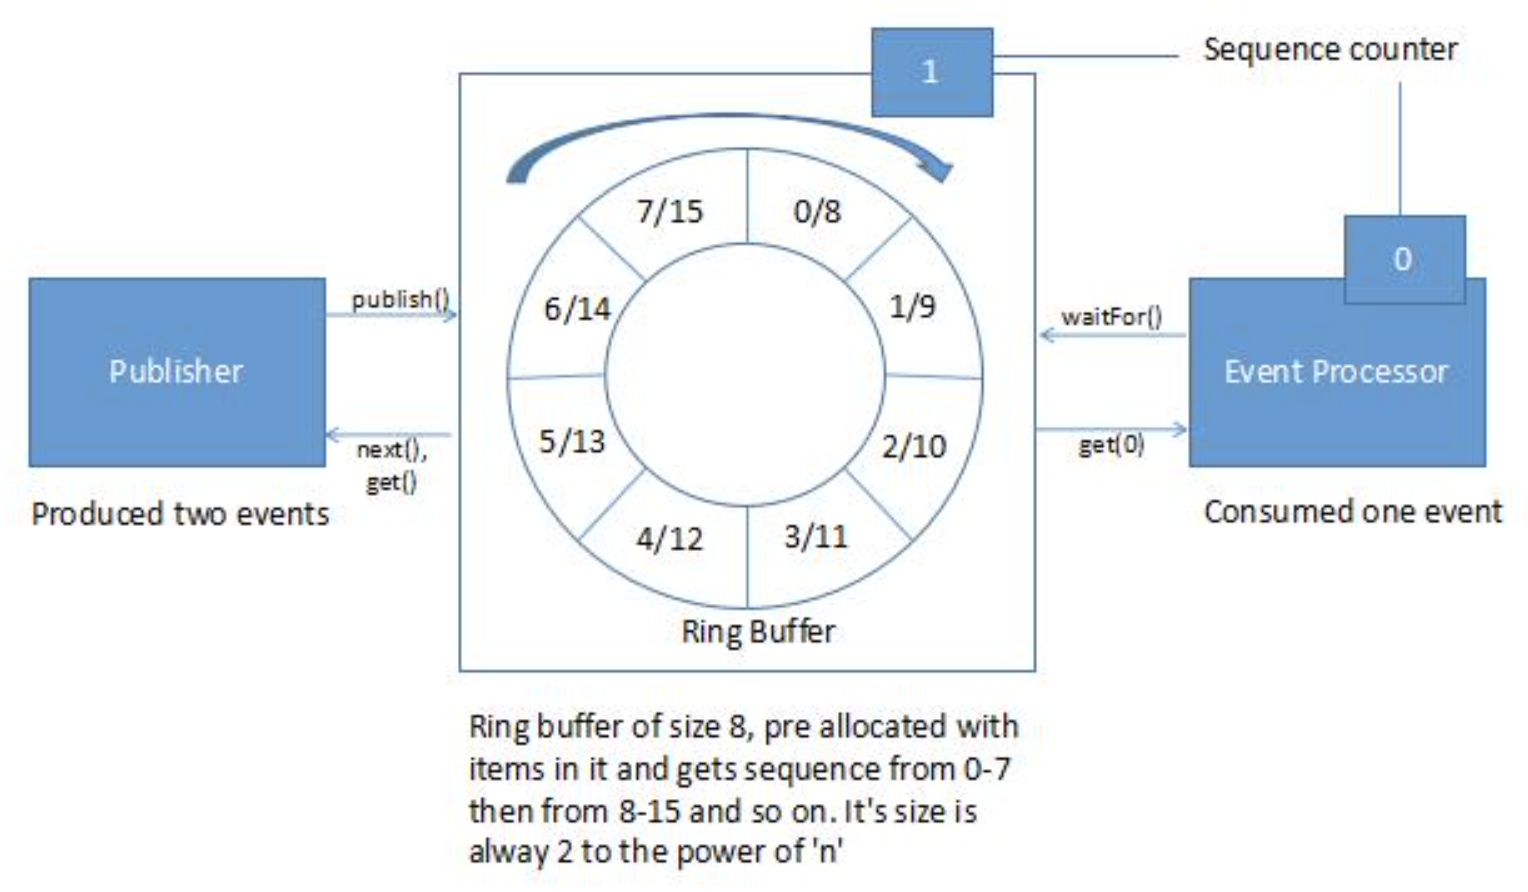 1
Sequence counter
7/15
0/8
6/14
1/9
0
publish()
waitFor()
Publisher
Event Processor
5/13
2/10
next(),
get()
get(0)
Produced two events
Consumed one event
4/12
3/11
Ring Buffer
Ring buffer of size 8, pre allocated with
items in it and gets sequence from 0-7
then from 8-15 and so on. It's size is
alway 2 to the power of 'n'